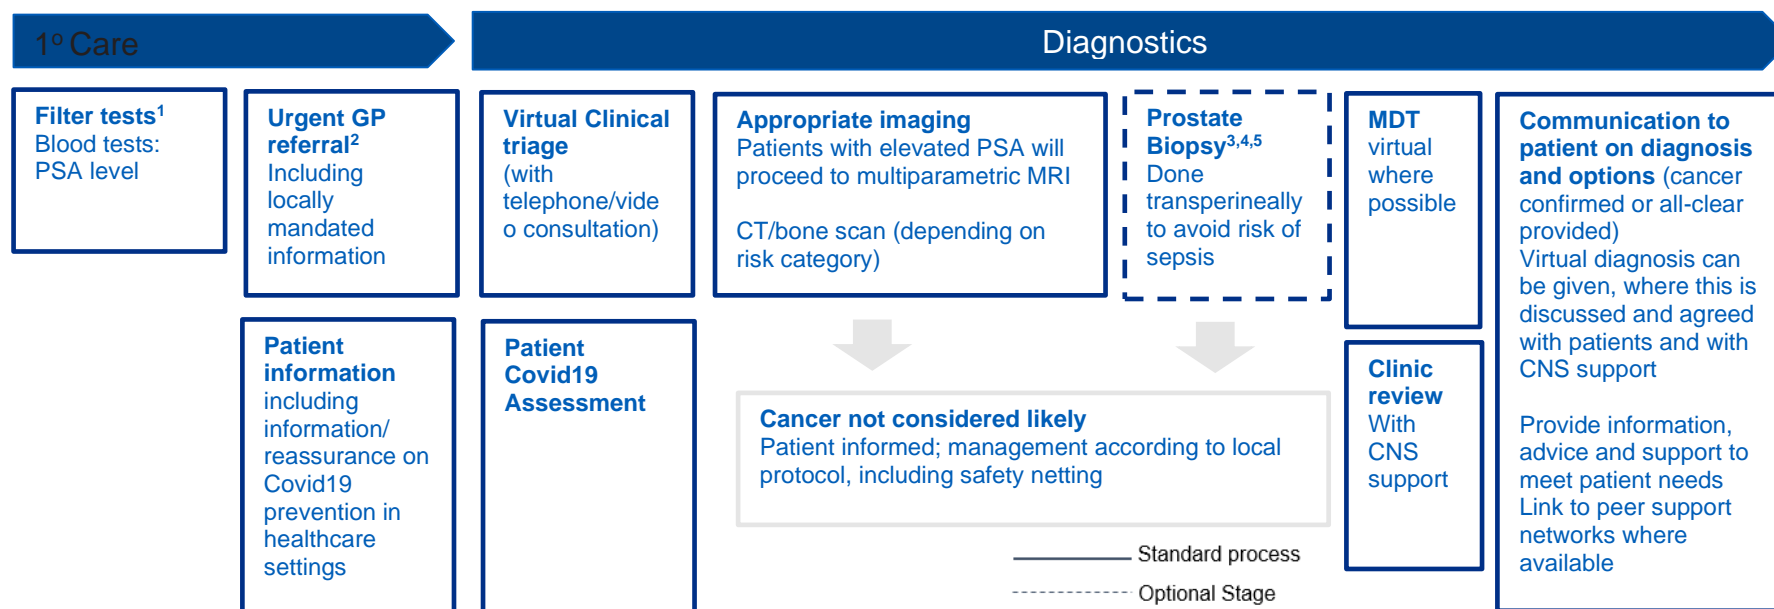 1º Care
Diagnostics
Filter tests1
Blood tests:
PSA level
Urgent GP
referral2
Including
locally
mandated
information
Patient
information
including
information/
reassurance on
Covid19
prevention in
healthcare
settings
Virtual Clinical
triage
(with
telephone/vide
o consultation)
Patient
Covid19
Assessment
Appropriate imaging
Patients with elevated PSA will
proceed to multiparametric MRI
CT/bone scan (depending on
risk category)
Prostate
Biopsy3,4,5
Done
transperineally
to avoid risk of
sepsis
Cancer not considered likely
Patient informed; management according to local
protocol, including safety netting
Standard process
Optional Stage
MDT
virtual
where
possible
Clinic
review
With
CNS
support
Communication to
patient on diagnosis
and options (cancer
confirmed or all-clear
provided)
Virtual diagnosis can
be given, where this is
discussed and agreed
with patients and with
CNS support
Provide information,
advice and support to
meet patient needs
Link to peer support
networks where
available